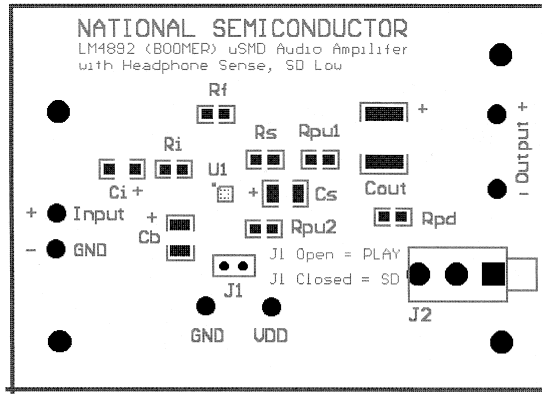 NATIONAL SEMICONDUCTOR
LM4892 (BOOMER) uSMD Audio Ampilifer
with Headphone Sense, SD Low
Rf
+
Rs
Rpu1
Output
+
-
Ri
U1
Ci +
+
Cs
Cout
+ Input
+
Cb
Rpu2
Rpd
- GND
J1 Open = PLAY
J1 Closed = SD
J1
J2
GND
VDD